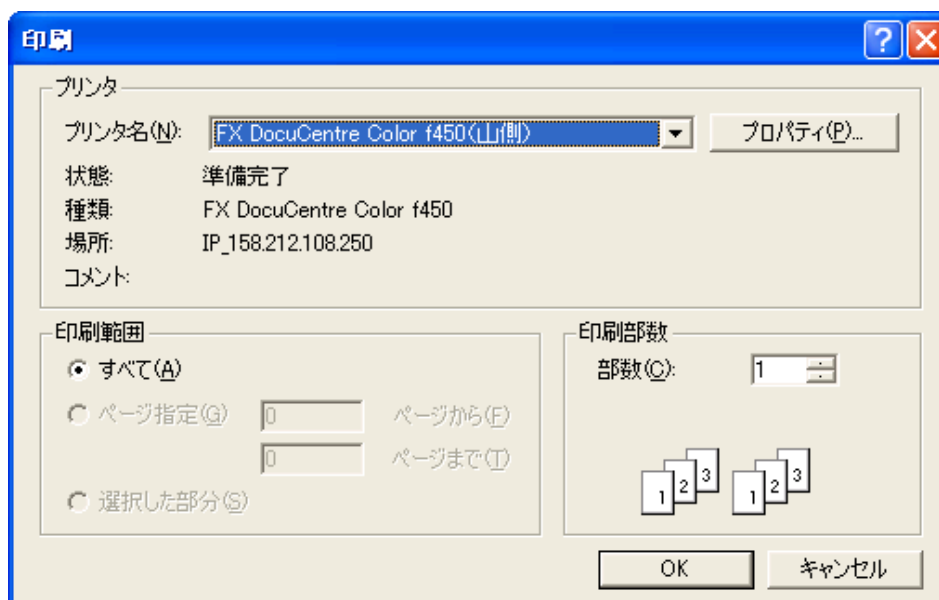 印刷
プリンタ
プリンタ名(N): FX DocuCentre Color f450(山側) プロパティ(P)...
状態: 準備完了
種類: FX DocuCentre Color f450
場所: IP_158.212.108.250
コメント:
印刷範囲
すべて(A)
ページ指定(G) 0 ページから(F)
0 ページまで(T)
選択した部分(S)
印刷部数
部数(C): 1
1 2 3 1 2 3
OK キャンセル